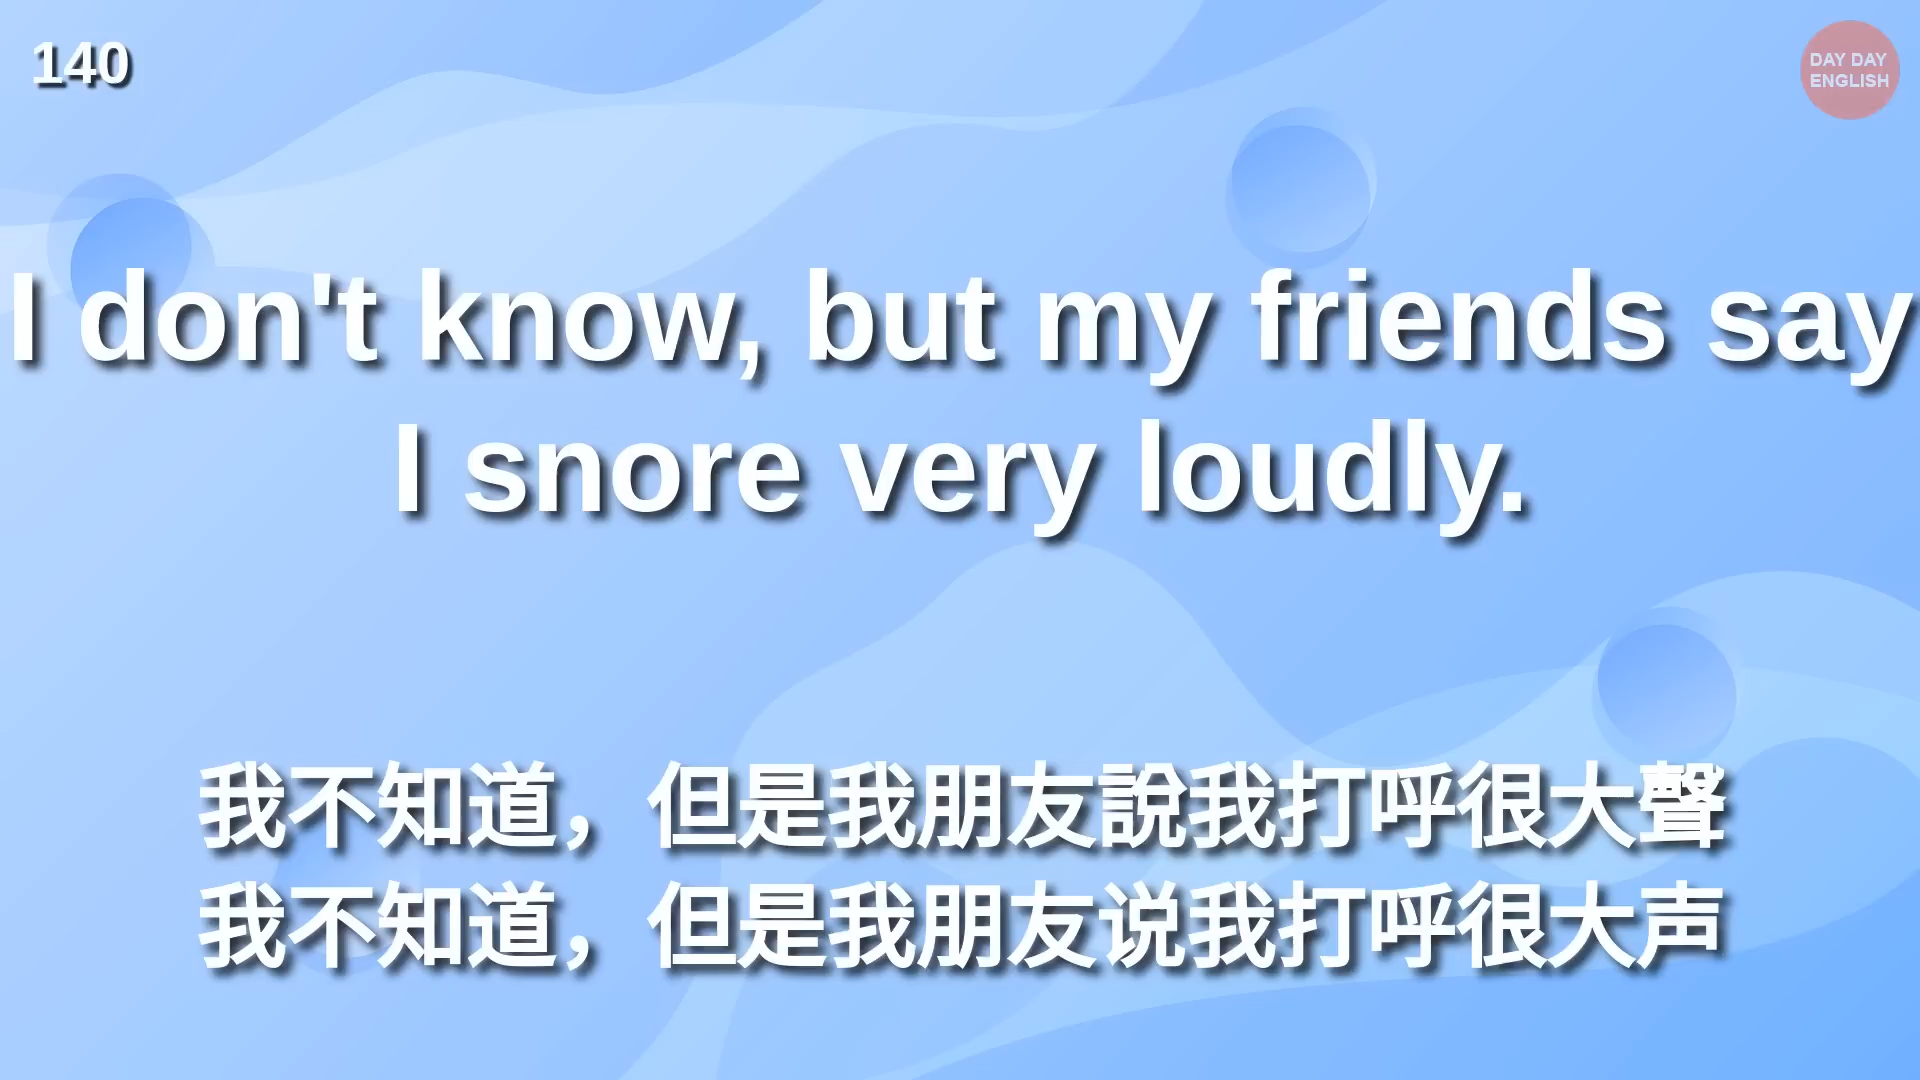 140
DAY DAY
ENGLISH
I don't know, but my friends say
I snore very loudly.
我不知道，但是我朋友說我打呼很大聲
我不知道，但是我朋友说我打呼很大声